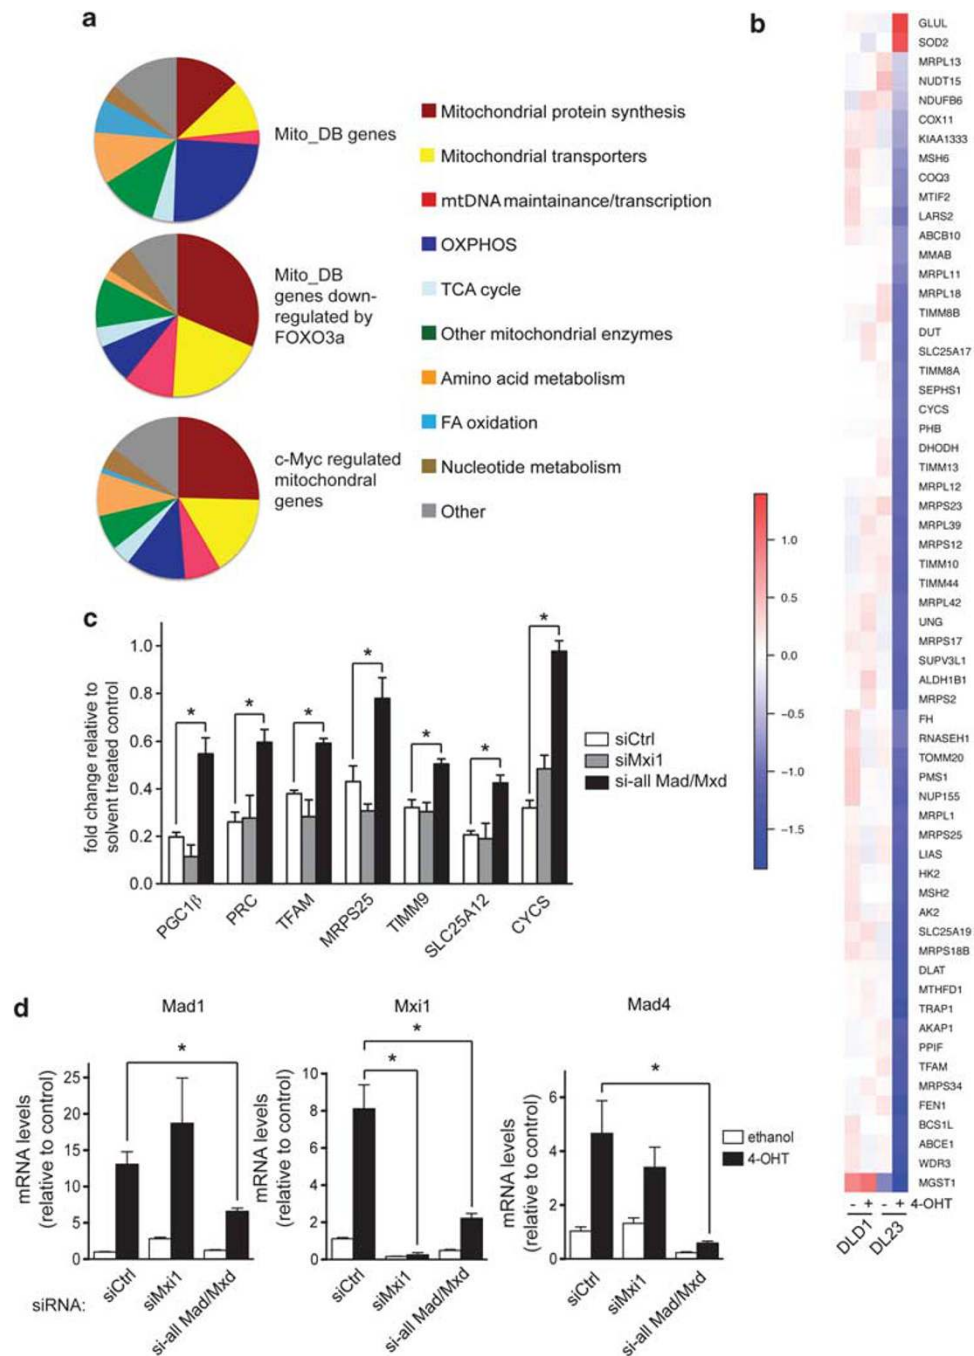 a
Mito_DB genes
Mito_DB
genes down-
regulated by
FOXO3a
c-Myc regulated
mitochondrial
genes
Mitochondrial protein synthesis
Mitochondrial transporters
mtDNA maintainance/transcription
OXPHOS
TCA cycle
Other mitochondrial enzymes
Amino acid metabolism
FA oxidation
Nucleotide metabolism
Other
b
GLUL
SOD2
MRPL13
NUDT15
NDUFB6
COX11
KIAA1333
MSH6
COQ3
MTIF2
LARS2
ABCB10
MMAB
MRPL11
MRPL18
TIMM8B
DUT
SLC25A17
TIMM8A
SEPHS1
CYCS
PHB
DHODH
TIMM13
MRPL12
MRPS23
MRPL39
MRPS12
TIMM10
TIMM44
MRPL42
UNG
MRPS17
SUPV3L1
ALDH1B1
MRPS2
FH
RNASEH1
TOMM20
PMS1
NUP155
MRPL1
MRPS25
LIAS
HK2
MSH2
AK2
SLC25A19
MRPS18B
DLAT
MTHFD1
TRAP1
AKAP1
PPIF
TFAM
MRPS34
FEN1
BCS1L
ABCE1
WDR3
MGST1
- + - + 4-OHT
DLD1 DL23
1.0
0.5
0.0
−0.5
−1.0
−1.5
c
fold change relative to
solvent treated control
1.0
0.8
0.6
0.4
0.2
0.0
* * * * * * *
PGC1β PRC TFAM MRPS25 TIMM9 SLC25A12 CYCS
siCtrl
siMxi1
si-all Mad/Mxd
d
Mad1
mRNA levels
(relative to control)
25
20
15
10
5
0
*
siRNA: siCtrl siMxi1 si-all Mad/Mxd
Mxi1
mRNA levels
(relative to control)
10
8
6
4
2
0
*
*
siCtrl siMxi1 si-all Mad/Mxd
Mad4
mRNA levels
(relative to control)
6
4
2
0
*
siCtrl siMxi1 si-all Mad/Mxd
ethanol
4-OHT